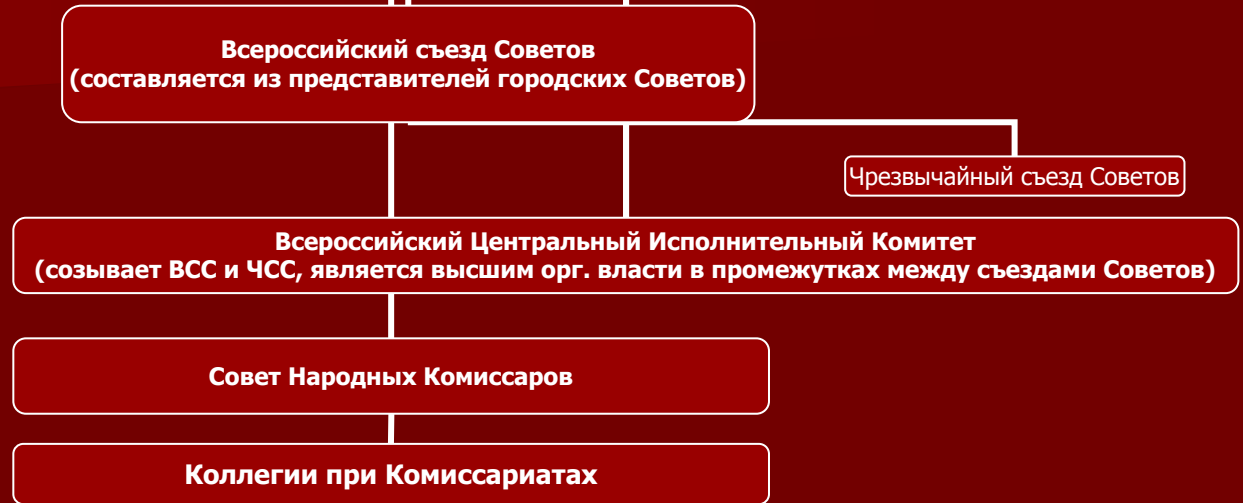 Всероссийский съезд Советов
(составляется из представителей городских Советов)
Чрезвычайный съезд Советов
Всероссийский Центральный Исполнительный Комитет
(созывает ВСС и ЧСС, является высшим орг. власти в промежутках между съездами Советов)
Совет Народных Комиссаров
Коллегии при Комиссариатах